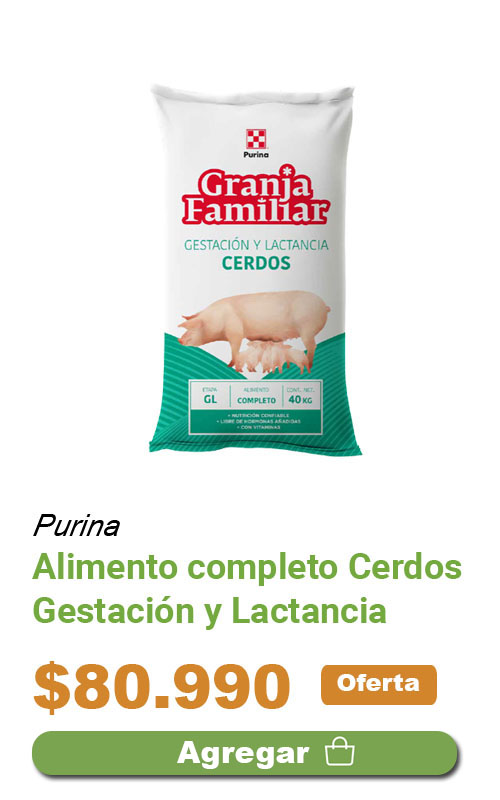 Purina
Granja
Familiar
GESTACIÓN Y LACTANCIA
CERDOS
ETAPA
GL
ALIMENTO
COMPLETO
CONT. NEC.
40 KG
• NUTRICIÓN CONFIABLE
• LIBRE DE HORMONAS AÑADIDAS
• CON VITAMINAS
Purina
Alimento completo Cerdos
Gestación y Lactancia
$80.990
Oferta
Agregar